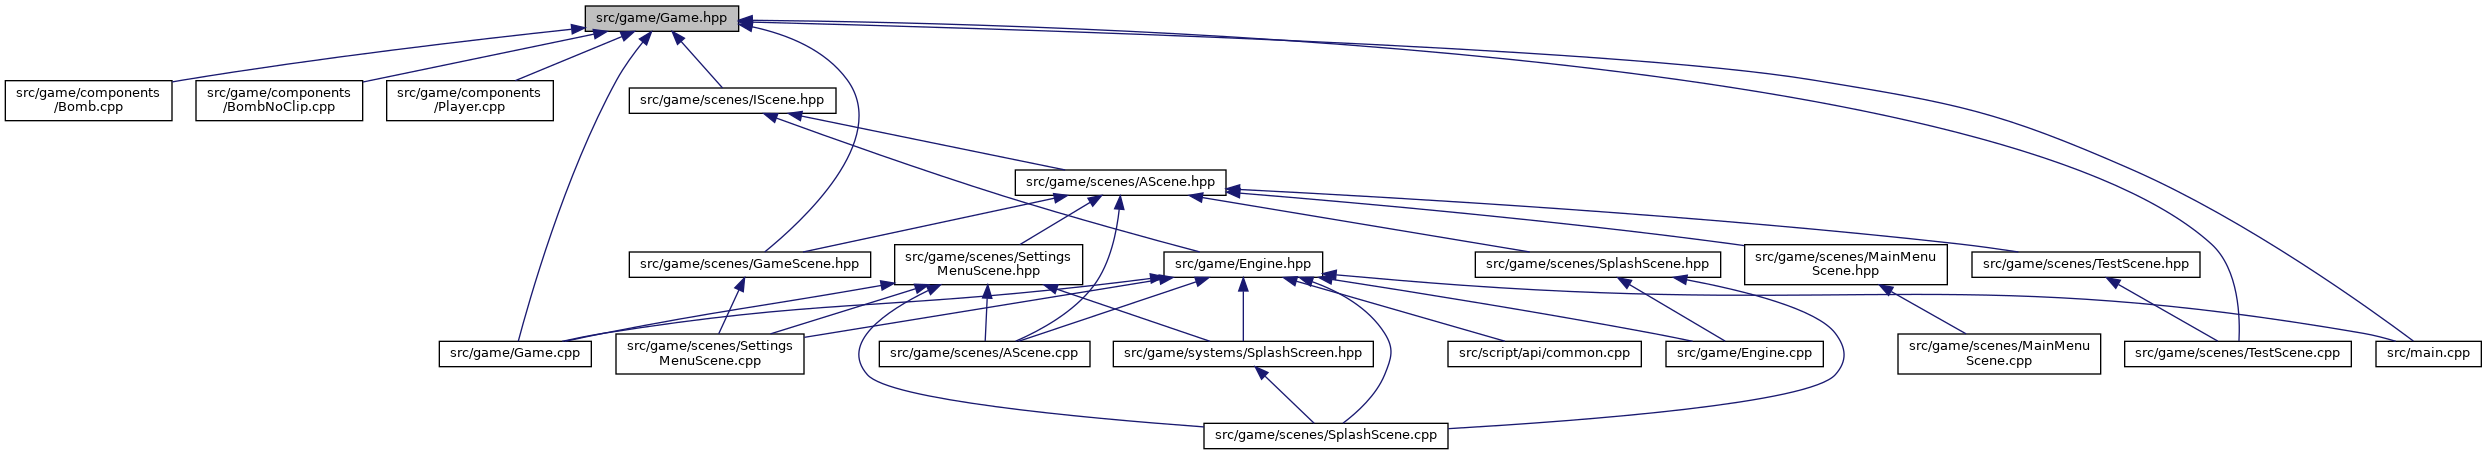 src/game/Game.hpp
src/game/components
/Bomb.cpp
src/game/components
/BombNoClip.cpp
src/game/components
/Player.cpp
src/game/scenes/IScene.hpp
src/game/scenes/AScene.hpp
src/game/scenes/GameScene.hpp
src/game/scenes/Settings
MenuScene.hpp
src/game/Engine.hpp
src/game/scenes/SplashScene.hpp
src/game/scenes/MainMenu
Scene.hpp
src/game/scenes/TestScene.hpp
src/game/Game.cpp
src/game/scenes/Settings
MenuScene.cpp
src/game/scenes/AScene.cpp
src/game/systems/SplashScreen.hpp
src/script/api/common.cpp
src/game/Engine.cpp
src/game/scenes/MainMenu
Scene.cpp
src/game/scenes/TestScene.cpp
src/main.cpp
src/game/scenes/SplashScene.cpp